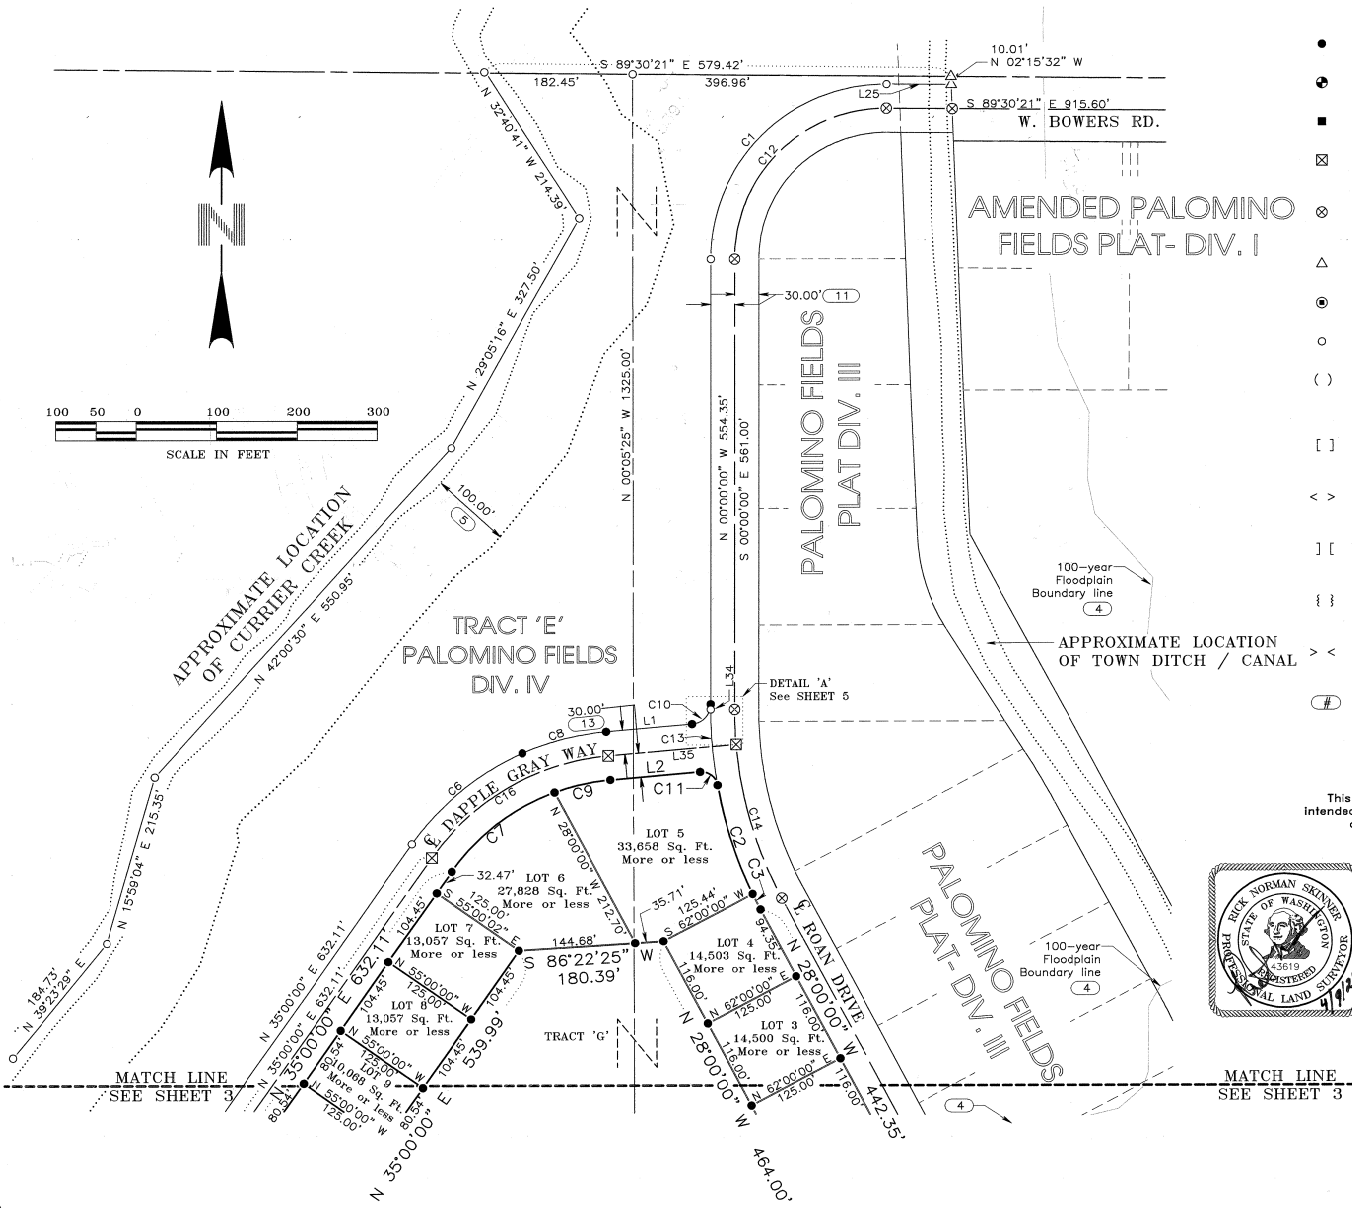 10.01'
N 02°15'32" W
S 89°30'21" E 579.42'
182.45'
396.96'
L25
S 89°30'21" E 915.60'
W. BOWERS RD.
N 32°40'41" W 214.39'
C1
C12
N
AMENDED PALOMINO
FIELDS PLAT- DIV. I
N 29°05'16" E 327.50'
30.00'
11
PALOMINO FIELDS
PLAT DIV. III
N 00°05'25" W 1325.00'
N 00°00'00" W 554.35'
S 00°00'00" E 561.00'
( )
100 50 0 100 200 300
SCALE IN FEET
[ ]
100.00'
5
< >
APPROXIMATE LOCATION
OF CURRIER CREEK
N 42°00'30" E 550.95'
] [
100-year
Floodplain
Boundary line
4
{ }
TRACT 'E'
PALOMINO FIELDS
DIV. IV
APPROXIMATE LOCATION
OF TOWN DITCH / CANAL
> <
L34
DETAIL 'A'
See SHEET 5
#
30.00'
13
C10
L1
C8
C13
L35
L2
C9
C11
C6
℄ DAPPLE GRAY WAY
C16
C7
C2
C14
C3
N 15°59'04" E 215.35'
LOT 5
33,658 Sq. Ft.
More or less
N 28°00'00" W 212.70'
32.47'
LOT 6
27,828 Sq. Ft.
More or less
S 55°00'02" E
125.00'
35.71'
125.44'
S 62°00'00" W
104.45'
LOT 7
13,057 Sq. Ft.
More or less
144.68'
S 86°22'25" W
180.39'
LOT 4
14,503 Sq. Ft.
More or less
94.35'
℄ ROAN DRIVE
PALOMINO FIELDS
PLAT- DIV. III
This
intended
RICK NORMAN SKINNER
STATE OF WASHINGTON
43619
REGISTERED
PROFESSIONAL LAND SURVEYOR
100-year
Floodplain
Boundary line
4
184.73'
N 39°23'29" E
N 35°00'00" E 632.11'
N 35°00'00" E 632.11'
N 35°00'00" E 632.11'
104.45'
N 55°00'00" W
125.00'
104.45'
LOT 8
13,057 Sq. Ft.
More or less
116.00'
N 62°00'00" E
125.00'
N 28°00'00" W
442.35'
LOT 3
14,500 Sq. Ft.
More or less
116.00'
TRACT 'G'
N 55°00'00" W
125.00'
104.45'
539.99'
N 28°00'00" W
464.00'
116.00'
N 62°00'00" E
125.00'
116.00'
80.54'
LOT 9
10,068 Sq. Ft.
More or less
80.54'
80.54'
N 55°00'00" W
125.00'
N 35°00'00" E
MATCH LINE
SEE SHEET 3
MATCH LINE
SEE SHEET 3
4